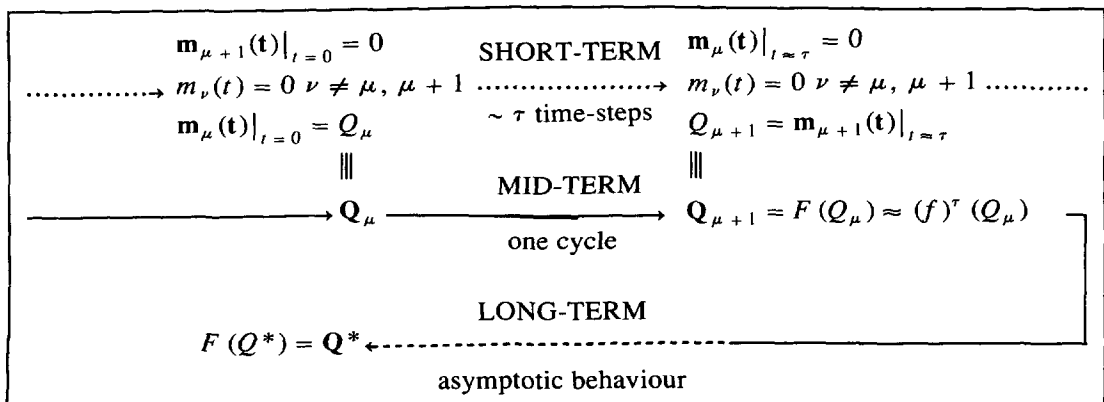 𝐦_{μ+1}(𝐭)|_{t=0} = 0 SHORT-TERM 𝐦_μ(𝐭)|_{t≈τ} = 0
m_ν(t) = 0 ν ≠ μ, μ + 1 m_ν(t) = 0 ν ≠ μ, μ + 1
𝐦_μ(𝐭)|_{t=0} = Q_μ ~ τ time-steps Q_{μ+1} = 𝐦_{μ+1}(𝐭)|_{t≈τ}
||| MID-TERM |||
𝐐_μ 𝐐_{μ+1} = F (Q_μ) ≈ (f)^τ (Q_μ)
one cycle
LONG-TERM
F (Q*) = 𝐐*
asymptotic behaviour